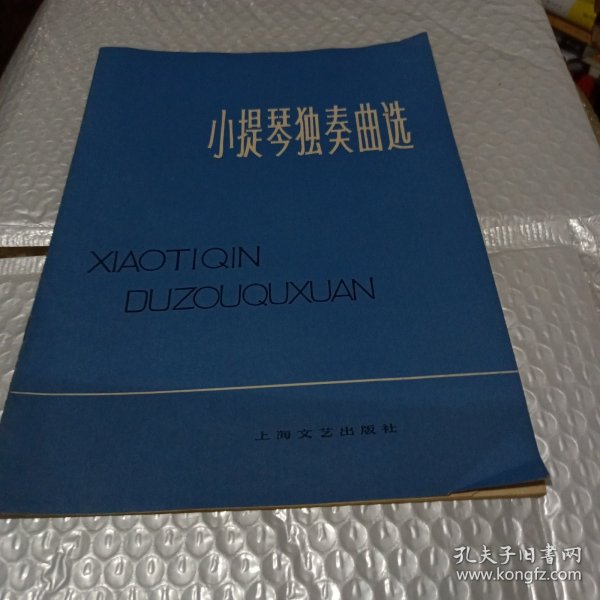 小提琴独奏曲选
XIAOTIQIN
DUZOUQUXUAN
上海文艺出版社
孔夫子旧书网
www.kongfz.com